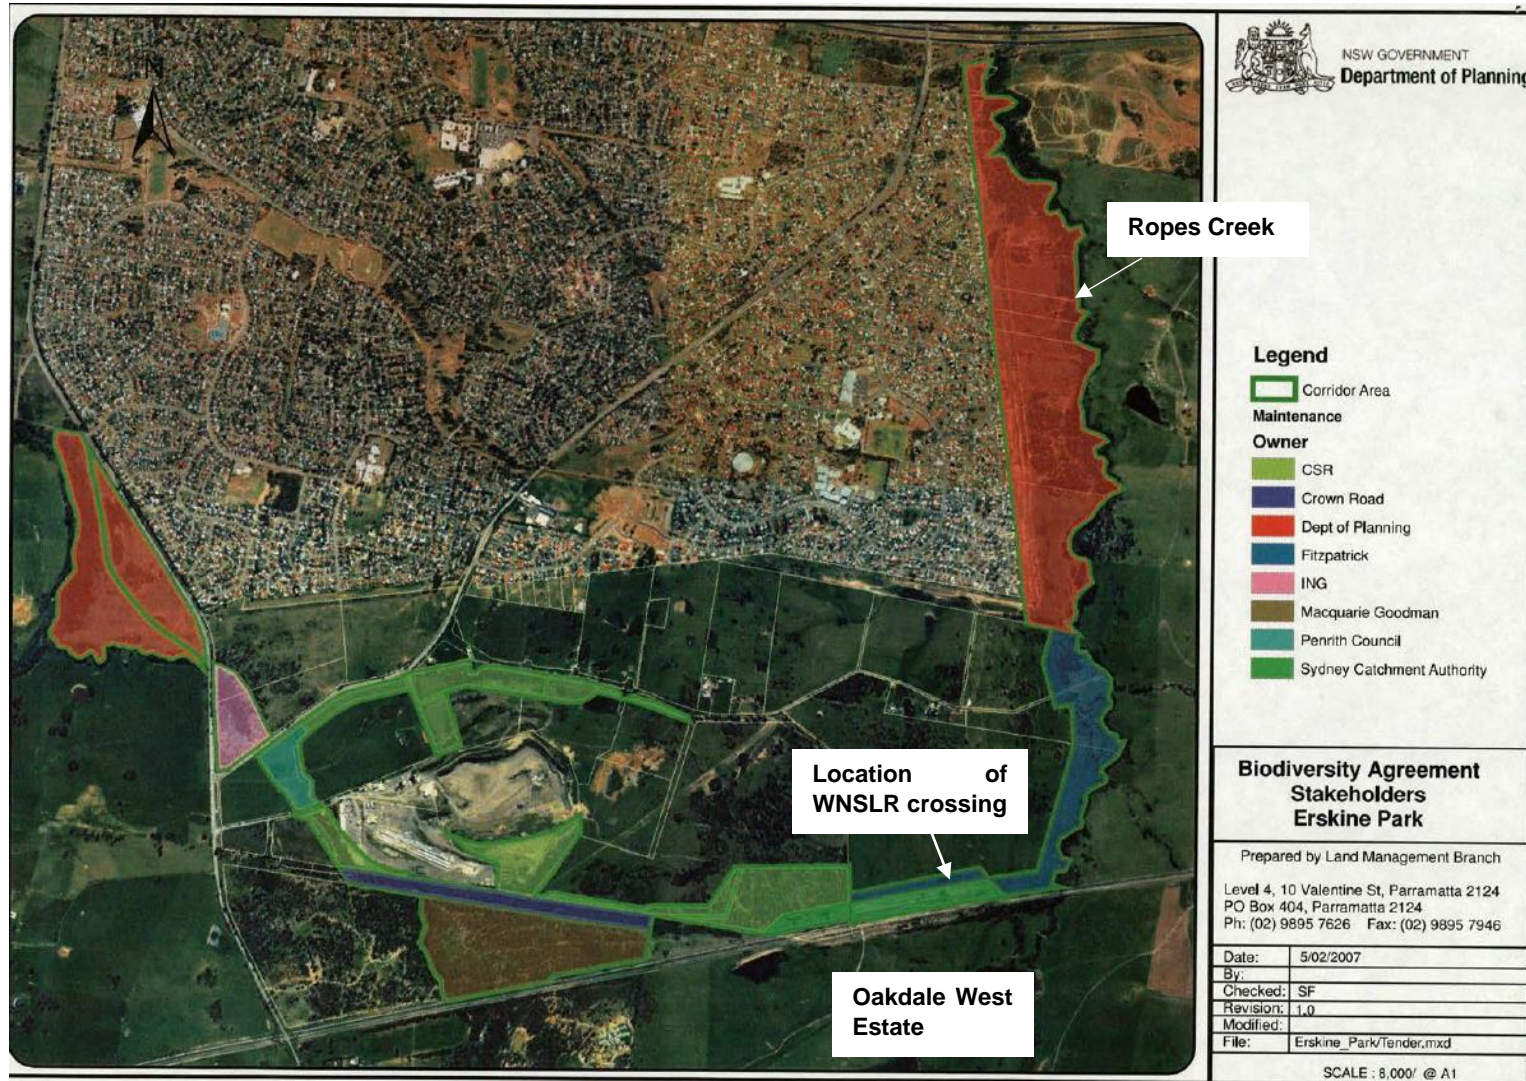 N
Ropes Creek
Location of
WNSLR crossing
Oakdale West
Estate
NSW GOVERNMENT
Department of Planning
Legend
Corridor Area
Maintenance
Owner
CSR
Crown Road
Dept of Planning
Fitzpatrick
ING
Macquarie Goodman
Penrith Council
Sydney Catchment Authority
Biodiversity Agreement
Stakeholders
Erskine Park
Prepared by Land Management Branch
Level 4, 10 Valentine St, Parramatta 2124
PO Box 404, Parramatta 2124
Ph: (02) 9895 7626 Fax: (02) 9895 7946
Date: 5/02/2007
By:
Checked: SF
Revision: 1.0
Modified:
File: Erskine_Park/Tender.mxd
SCALE : 8,000/ @ A1